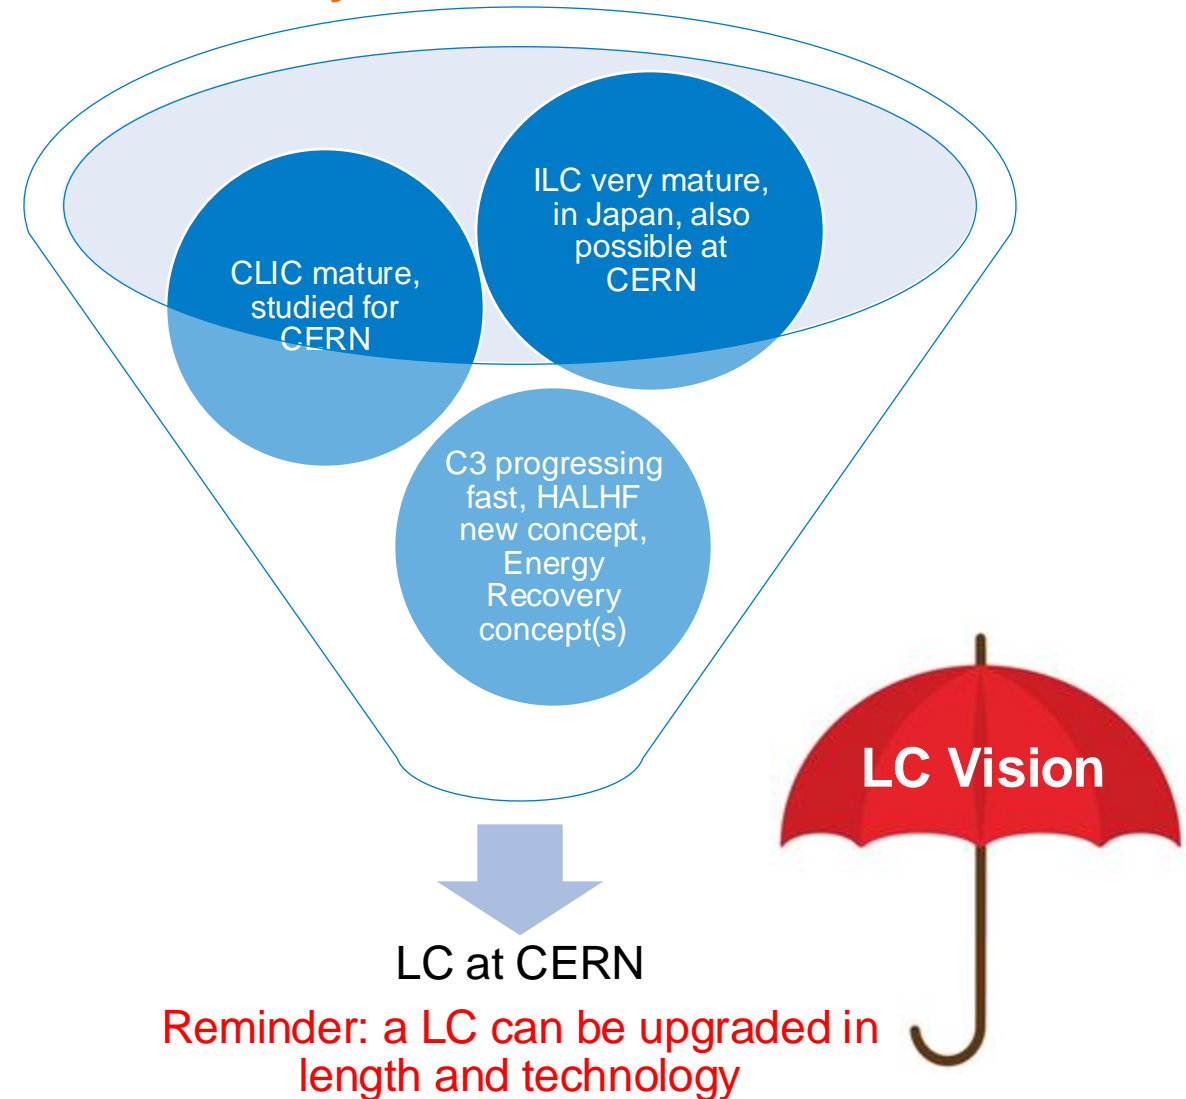 CLIC mature,
studied for
CERN
ILC very mature,
in Japan, also
possible at
CERN
C3 progressing
fast, HALHF
new concept,
Energy
Recovery
concept(s)
LC Vision
LC at CERN
Reminder: a LC can be upgraded in
length and technology